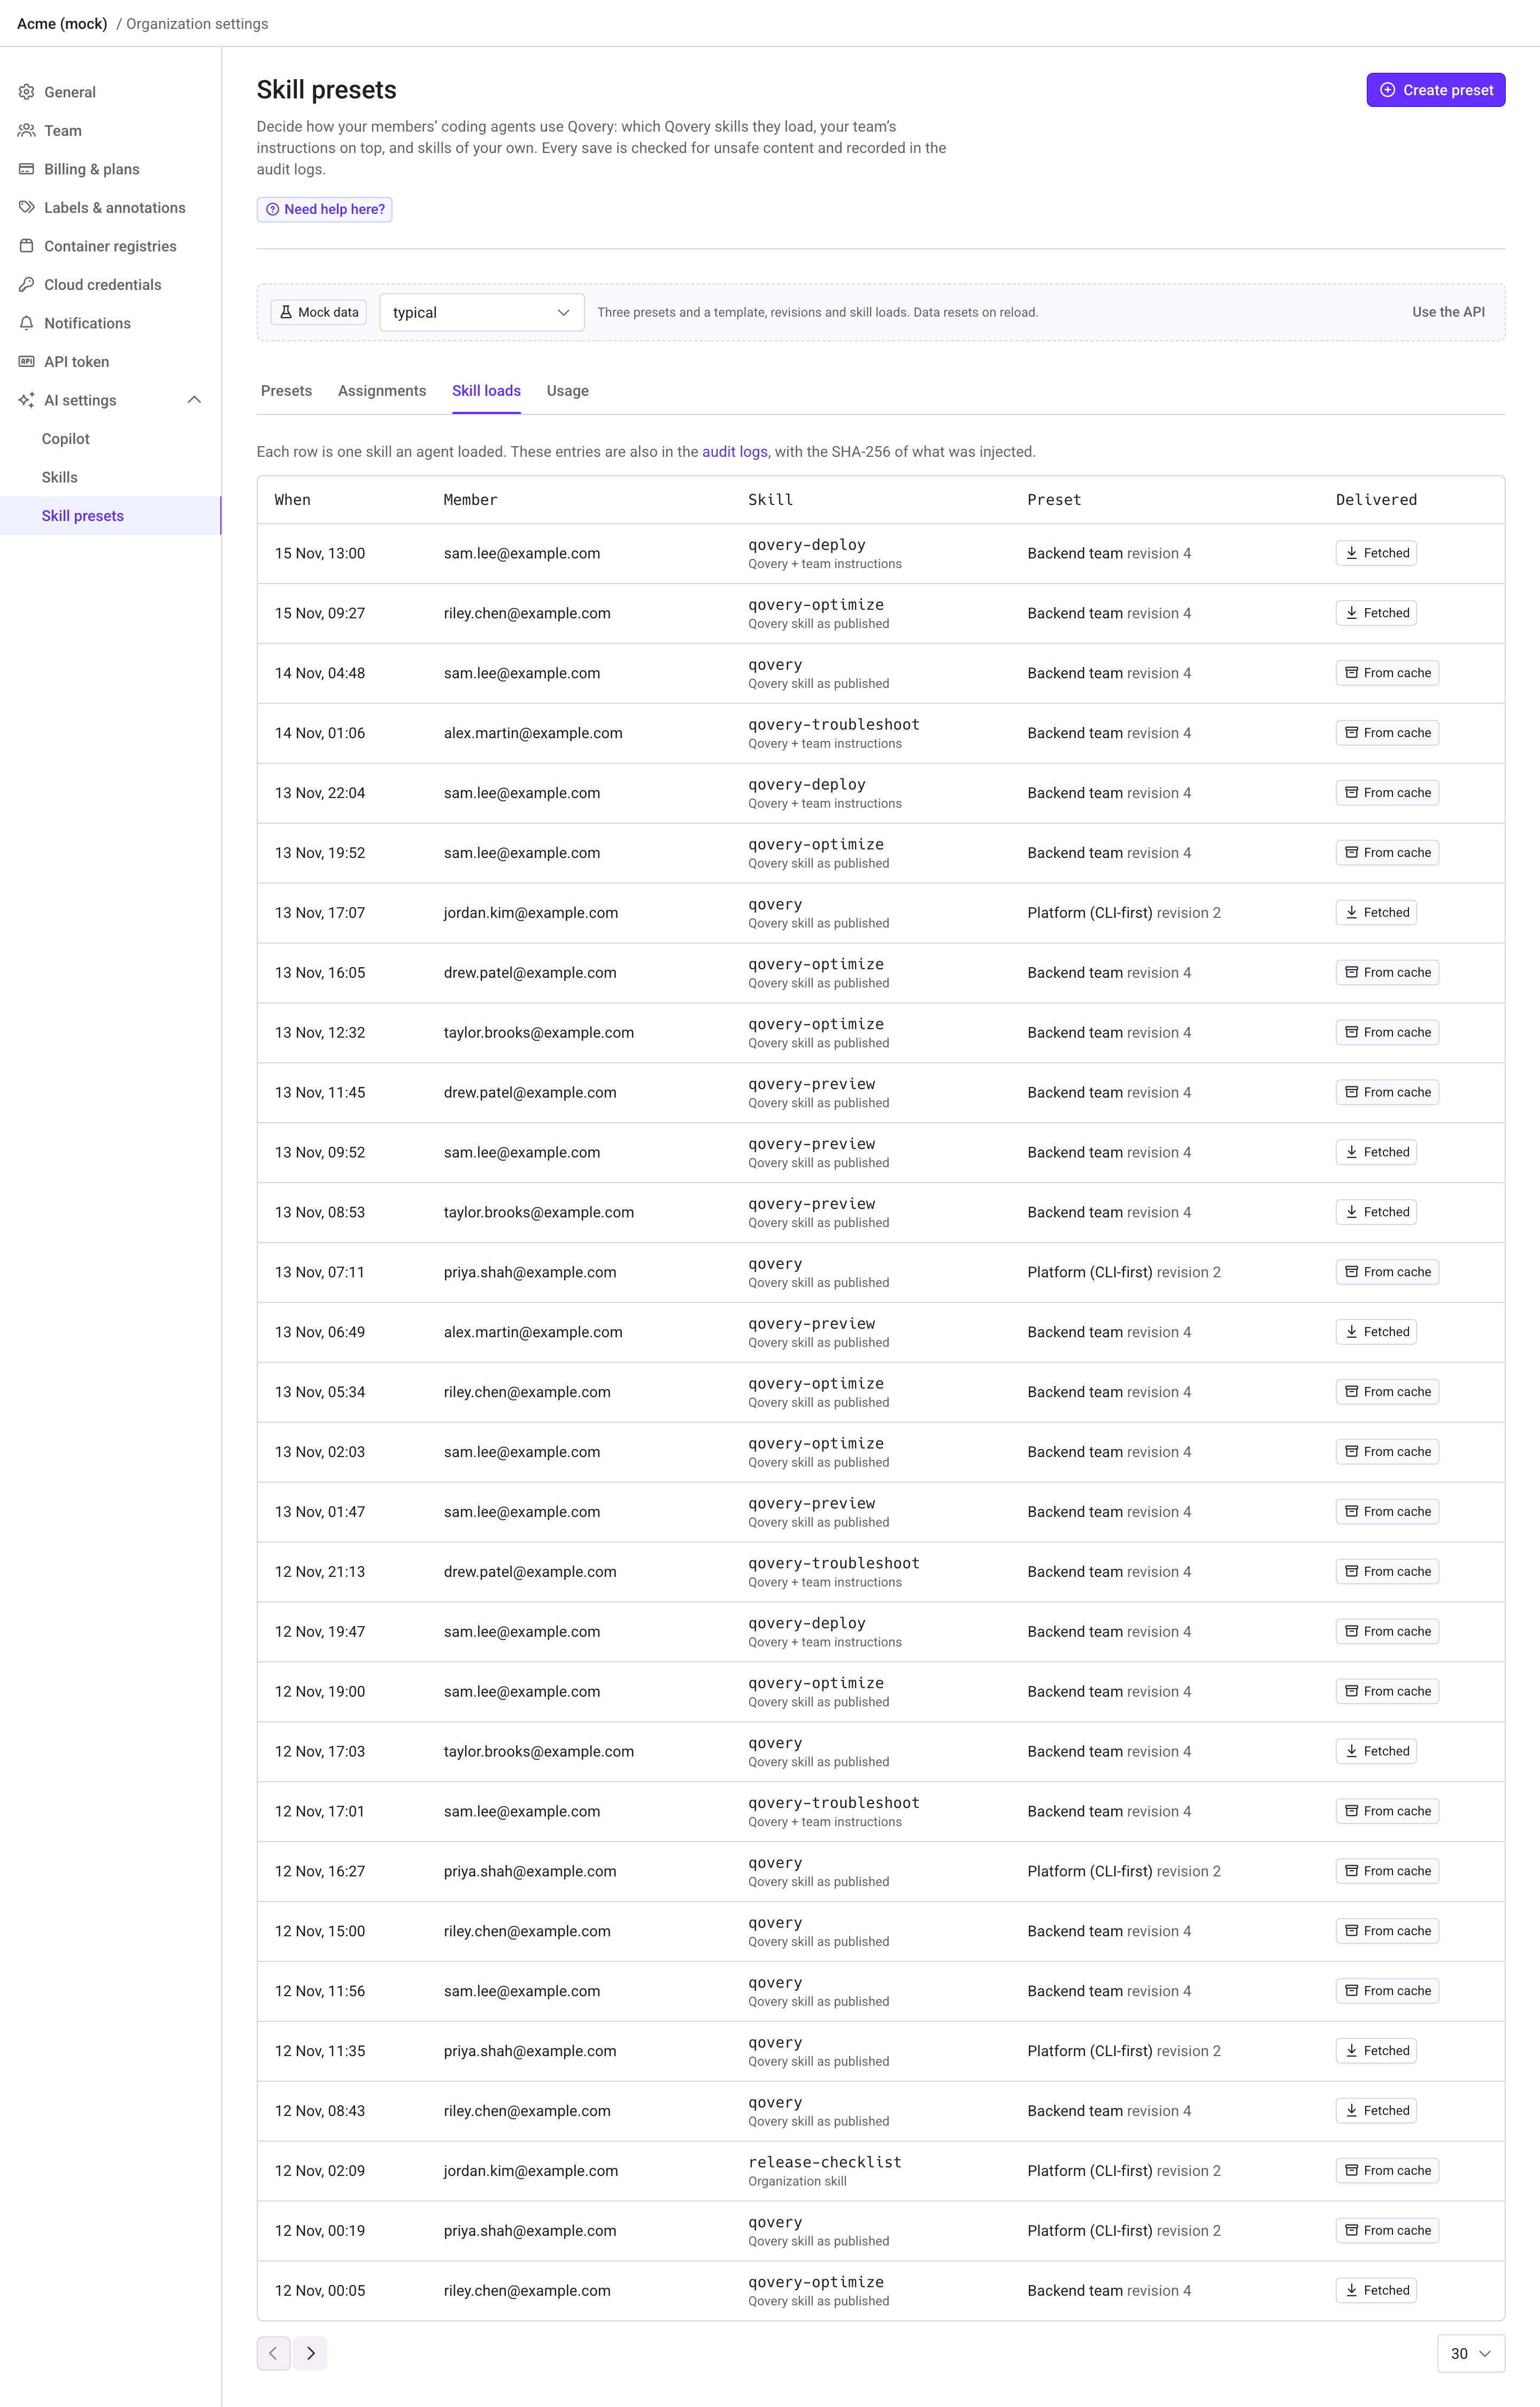 Acme (mock) / Organization settings
General
Team
Billing & plans
Labels & annotations
Container registries
Cloud credentials
Notifications
API token
AI settings
Copilot
Skills
Skill presets
Skill presets
Create preset
Decide how your members’ coding agents use Qovery: which Qovery skills they load, your team’s
instructions on top, and skills of your own. Every save is checked for unsafe content and recorded in the
audit logs.
Need help here?
Mock data typical Three presets and a template, revisions and skill loads. Data resets on reload. Use the API
Presets Assignments Skill loads Usage
Each row is one skill an agent loaded. These entries are also in the audit logs, with the SHA-256 of what was injected.
When Member Skill Preset Delivered
15 Nov, 13:00 sam.lee@example.com qovery-deploy Backend team revision 4 Fetched
Qovery + team instructions
15 Nov, 09:27 riley.chen@example.com qovery-optimize Backend team revision 4 Fetched
Qovery skill as published
14 Nov, 04:48 sam.lee@example.com qovery Backend team revision 4 From cache
Qovery skill as published
14 Nov, 01:06 alex.martin@example.com qovery-troubleshoot Backend team revision 4 From cache
Qovery + team instructions
13 Nov, 22:04 sam.lee@example.com qovery-deploy Backend team revision 4 From cache
Qovery + team instructions
13 Nov, 19:52 sam.lee@example.com qovery-optimize Backend team revision 4 From cache
Qovery skill as published
13 Nov, 17:07 jordan.kim@example.com qovery Platform (CLI-first) revision 2 Fetched
Qovery skill as published
13 Nov, 16:05 drew.patel@example.com qovery-optimize Backend team revision 4 From cache
Qovery skill as published
13 Nov, 12:32 taylor.brooks@example.com qovery-optimize Backend team revision 4 From cache
Qovery skill as published
13 Nov, 11:45 drew.patel@example.com qovery-preview Backend team revision 4 From cache
Qovery skill as published
13 Nov, 09:52 sam.lee@example.com qovery-preview Backend team revision 4 Fetched
Qovery skill as published
13 Nov, 08:53 taylor.brooks@example.com qovery-preview Backend team revision 4 Fetched
Qovery skill as published
13 Nov, 07:11 priya.shah@example.com qovery Platform (CLI-first) revision 2 From cache
Qovery skill as published
13 Nov, 06:49 alex.martin@example.com qovery-preview Backend team revision 4 Fetched
Qovery skill as published
13 Nov, 05:34 riley.chen@example.com qovery-optimize Backend team revision 4 From cache
Qovery skill as published
13 Nov, 02:03 sam.lee@example.com qovery-optimize Backend team revision 4 From cache
Qovery skill as published
13 Nov, 01:47 sam.lee@example.com qovery-preview Backend team revision 4 From cache
Qovery skill as published
12 Nov, 21:13 drew.patel@example.com qovery-troubleshoot Backend team revision 4 From cache
Qovery + team instructions
12 Nov, 19:47 sam.lee@example.com qovery-deploy Backend team revision 4 From cache
Qovery + team instructions
12 Nov, 19:00 sam.lee@example.com qovery-optimize Backend team revision 4 From cache
Qovery skill as published
12 Nov, 17:03 taylor.brooks@example.com qovery Backend team revision 4 Fetched
Qovery skill as published
12 Nov, 17:01 sam.lee@example.com qovery-troubleshoot Backend team revision 4 From cache
Qovery + team instructions
12 Nov, 16:27 priya.shah@example.com qovery Platform (CLI-first) revision 2 From cache
Qovery skill as published
12 Nov, 15:00 riley.chen@example.com qovery Backend team revision 4 From cache
Qovery skill as published
12 Nov, 11:56 sam.lee@example.com qovery Backend team revision 4 From cache
Qovery skill as published
12 Nov, 11:35 priya.shah@example.com qovery Platform (CLI-first) revision 2 Fetched
Qovery skill as published
12 Nov, 08:43 riley.chen@example.com qovery Backend team revision 4 Fetched
Qovery skill as published
12 Nov, 02:09 jordan.kim@example.com release-checklist Platform (CLI-first) revision 2 From cache
Organization skill
12 Nov, 00:19 priya.shah@example.com qovery Platform (CLI-first) revision 2 From cache
Qovery skill as published
12 Nov, 00:05 riley.chen@example.com qovery-optimize Backend team revision 4 Fetched
Qovery skill as published
30